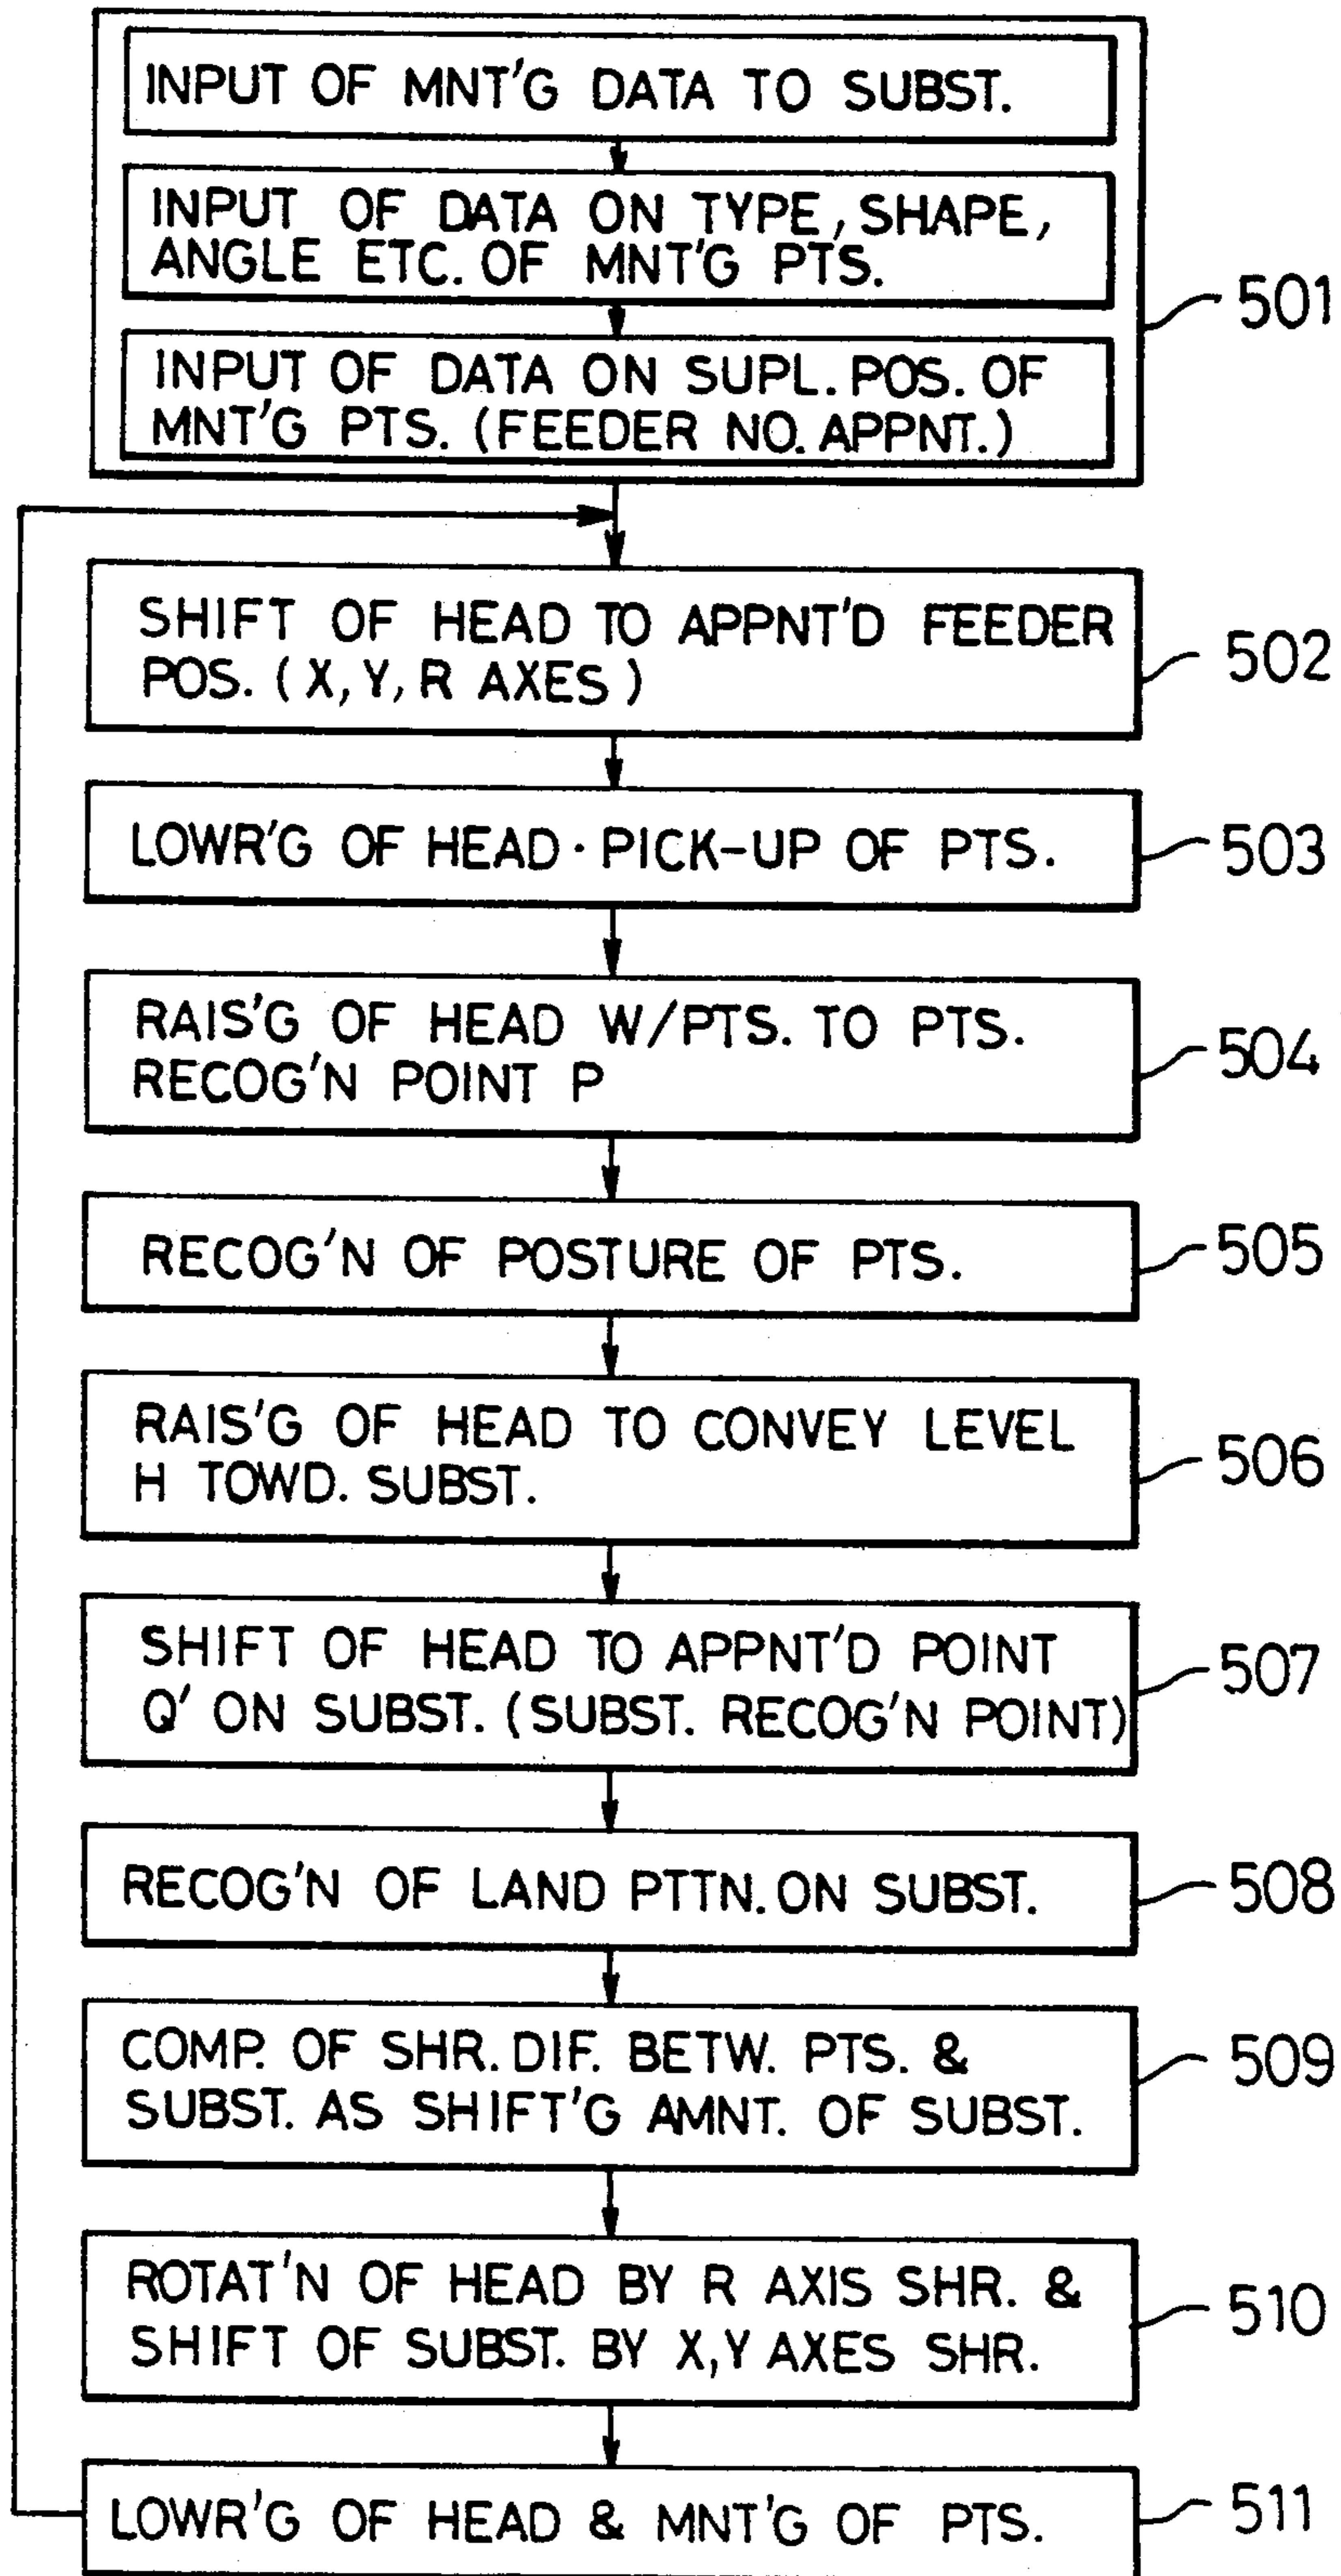 INPUT OF MNT'G DATA TO SUBST.
INPUT OF DATA ON TYPE, SHAPE,
ANGLE ETC. OF MNT'G PTS.
INPUT OF DATA ON SUPL. POS. OF
MNT'G PTS. (FEEDER NO. APPNT.)
501
SHIFT OF HEAD TO APPNT'D FEEDER
POS. (X, Y, R AXES)
502
LOWR'G OF HEAD · PICK-UP OF PTS.
503
RAIS'G OF HEAD W/PTS. TO PTS.
RECOG'N POINT P
504
RECOG'N OF POSTURE OF PTS.
505
RAIS'G OF HEAD TO CONVEY LEVEL
H TOWD. SUBST.
506
SHIFT OF HEAD TO APPNT'D POINT
Q' ON SUBST. (SUBST. RECOG'N POINT)
507
RECOG'N OF LAND PTTN. ON SUBST.
508
COMP. OF SHR. DIF. BETW. PTS. &
SUBST. AS SHIFT'G AMNT. OF SUBST.
509
ROTAT'N OF HEAD BY R AXIS SHR. &
SHIFT OF SUBST. BY X, Y AXES SHR.
510
LOWR'G OF HEAD & MNT'G OF PTS.
511